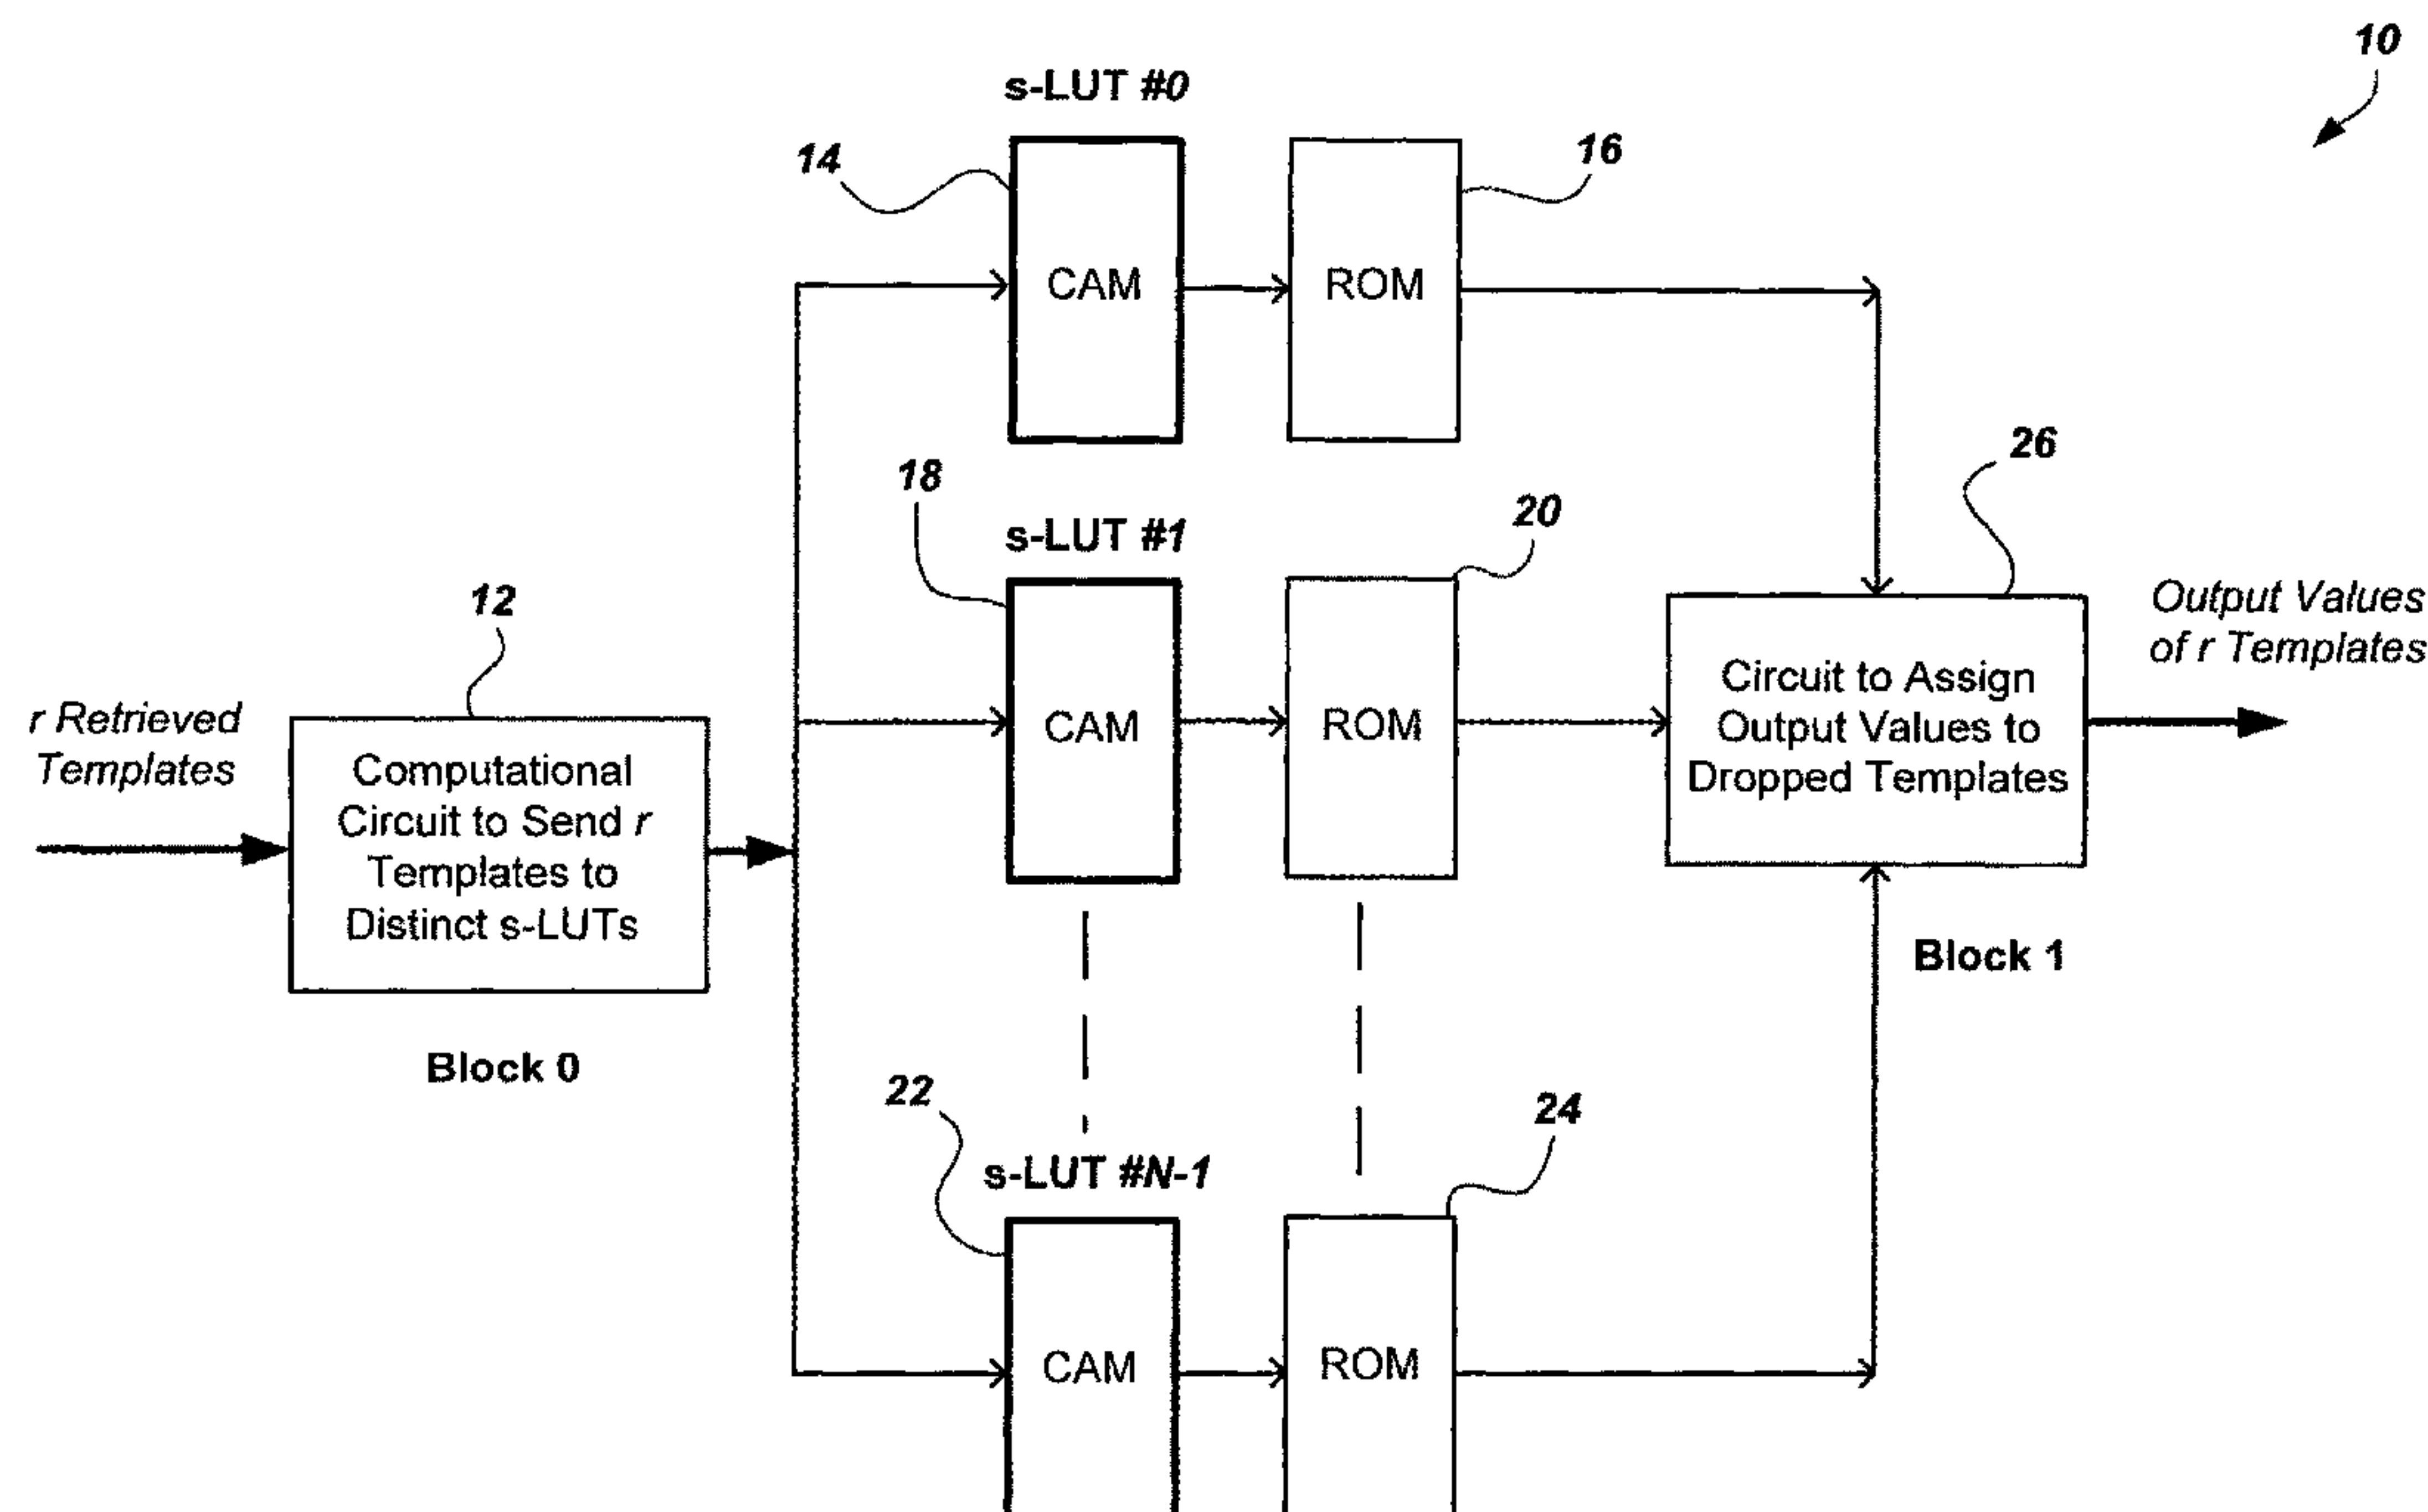 10
s-LUT #0
14
16
CAM
ROM
18
20
26
s-LUT #1
12
Output Values
of r Templates
CAM
ROM
Circuit to Assign
Output Values to
Dropped Templates
r Retrieved
Templates
Computational
Circuit to Send r
Templates to
Distinct s-LUTs
Block 1
Block 0
22
24
s-LUT #N-1
CAM
ROM